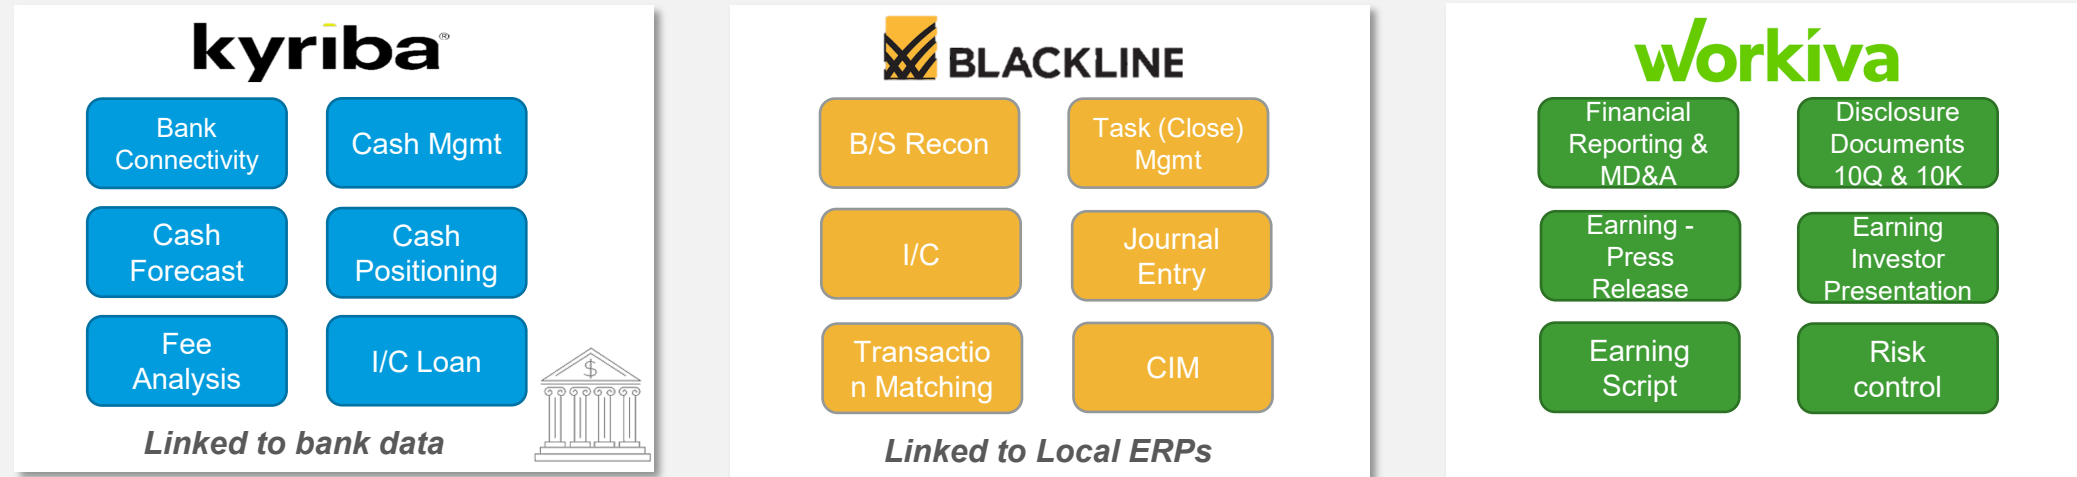 kyriba®
Bank
Connectivity
Cash Mgmt
Cash
Forecast
Cash
Positioning
Fee
Analysis
I/C Loan
$
Linked to bank data
BLACKLINE
B/S Recon
Task (Close)
Mgmt
I/C
Journal
Entry
Transactio
n Matching
CIM
Linked to Local ERPs
workiva
Financial
Reporting &
MD&A
Disclosure
Documents
10Q & 10K
Earning -
Press
Release
Earning
Investor
Presentation
Earning
Script
Risk
control